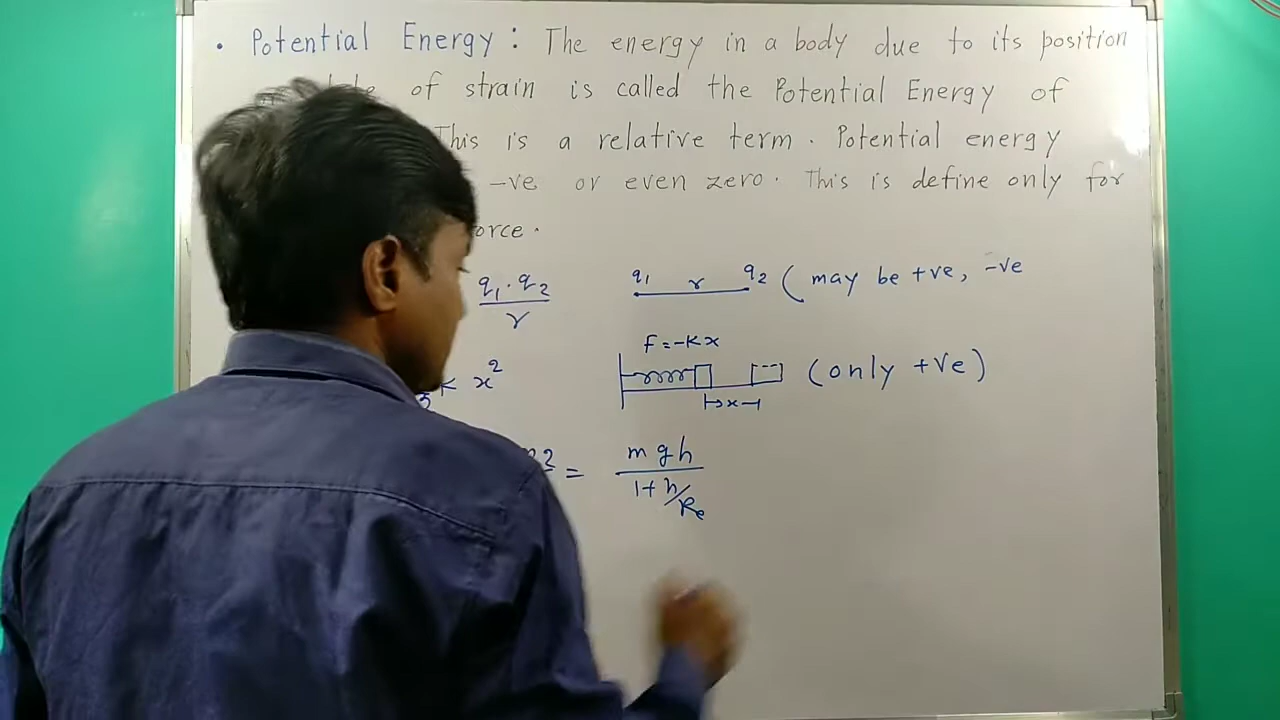 • Potential Energy : The energy in a body due to its position
of strain is called the Potential Energy of
This is a relative term. Potential energy
-ve or even zero. This is define only for
orce.
q₁·q₂/r q₁ r q₂ ( may be +ve, -ve
F=-Kx
K x² (only +ve)
x
= mgh/1+h/Re